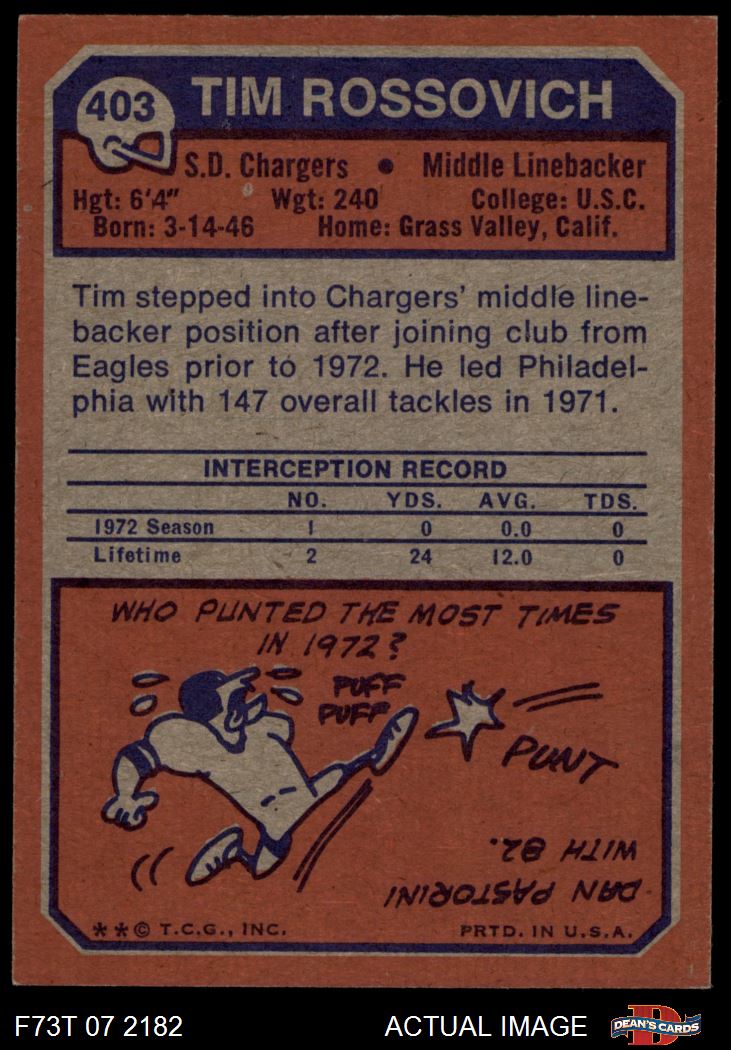 403
TIM ROSSOVICH
S.D. Chargers • Middle Linebacker
Hgt: 6'4" Wgt: 240 College: U.S.C.
Born: 3-14-46 Home: Grass Valley, Calif.
Tim stepped into Chargers' middle line-
backer position after joining club from
Eagles prior to 1972. He led Philadel-
phia with 147 overall tackles in 1971.
INTERCEPTION RECORD
NO. YDS. AVG. TDS.
1972 Season 1 0 0.0 0
Lifetime 2 24 12.0 0
WHO PUNTED THE MOST TIMES
IN 1972?
PUFF
PUFF
PUNT
DAN PASTORINI
WITH 82.
**© T.C.G., INC. PRTD. IN U.S.A.
F73T 07 2182 ACTUAL IMAGE
D
DEAN'S CARDS